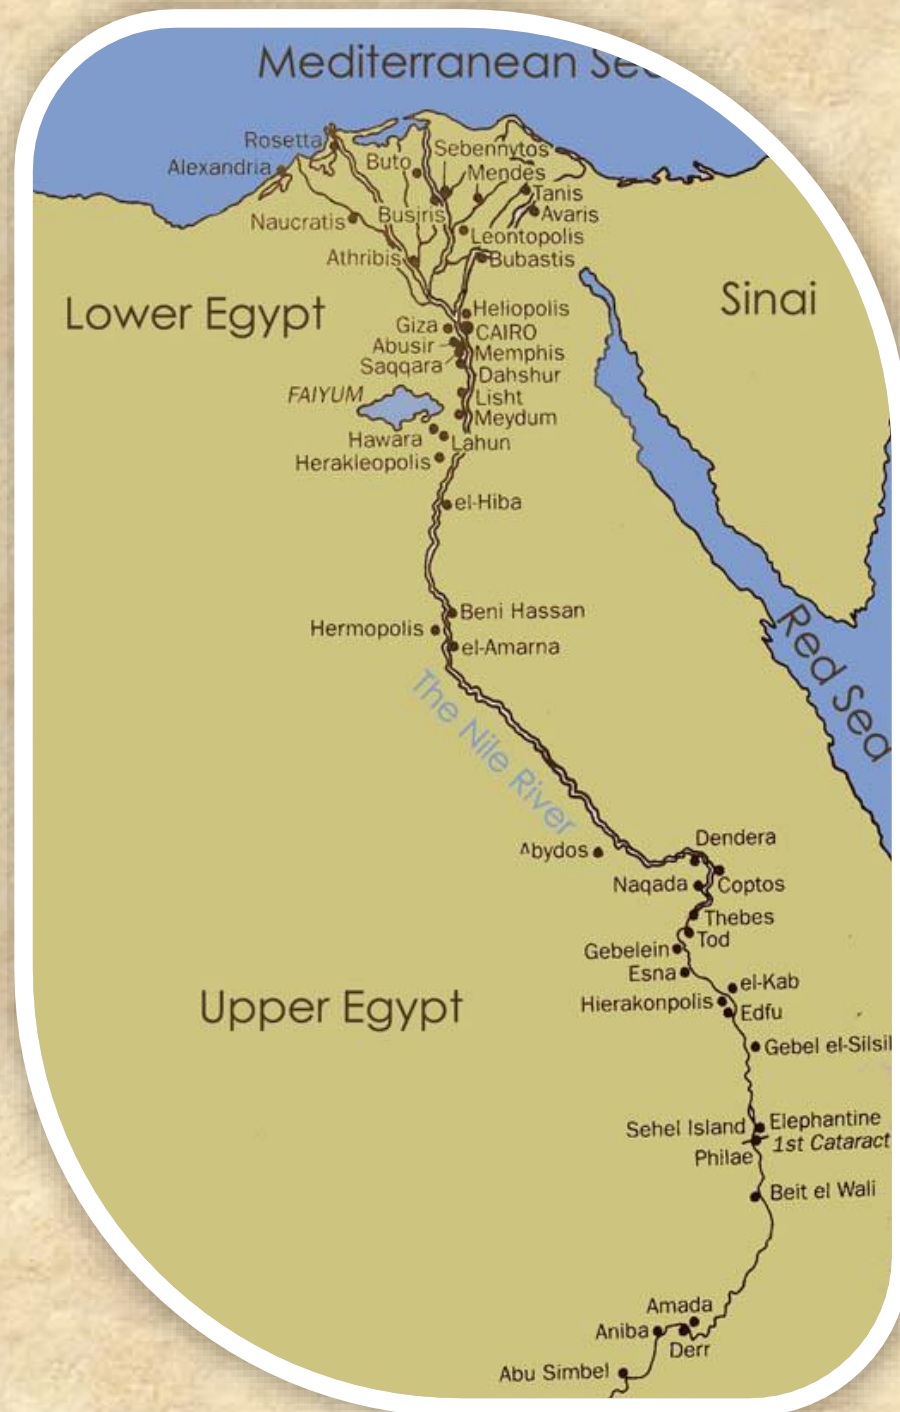 Mediterranean Sea
Rosetta
Sebennytos
Alexandria
Buto
Mendes
Tanis
Naucratis
Busiris
Avaris
Leontopolis
Athribis
Bubastis
Lower Egypt
Sinai
Heliopolis
Giza
CAIRO
Abusir
Memphis
Saqqara
Dahshur
FAIYUM
Lisht
Meydum
Hawara
Lahun
Herakleopolis
el-Hiba
Beni Hassan
Hermopolis
el-Amarna
Red Sea
The Nile River
Dendera
Abydos
Naqada
Coptos
Thebes
Tod
Gebelein
Esna
el-Kab
Hierakonpolis
Edfu
Upper Egypt
Gebel el-Silsil
Sehel Island
Elephantine
1st Cataract
Philae
Beit el Wali
Amada
Aniba
Derr
Abu Simbel